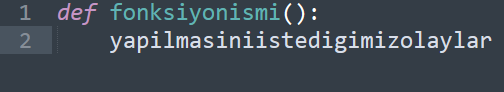 1 def fonksiyonismi():
2 yapilmasiniistedigimizolaylar